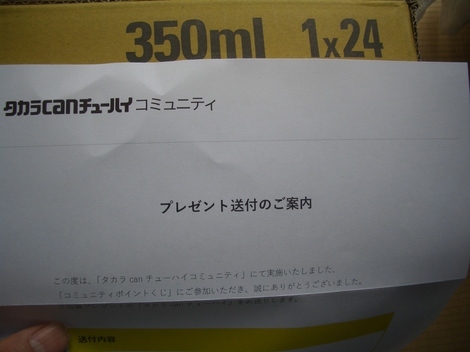 350ml 1x24
タカラcanチューハイコミュニティ
プレゼント送付のご案内
この度は、「タカラcanチューハイコミュニティ」にて実施いたしました、
「コミュニティポイントくじ」にご参加いただき、誠にありがとうございました。
送付内容